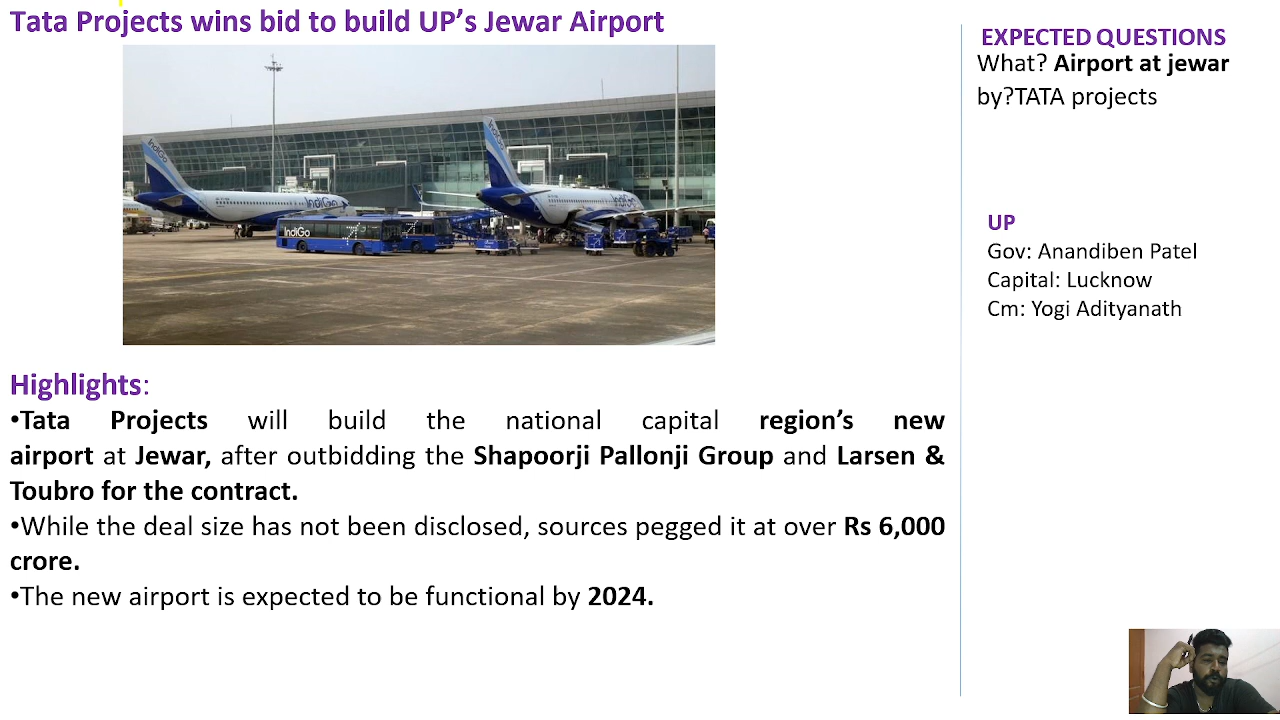 Tata Projects wins bid to build UP’s Jewar Airport
IndiGo
IndiGo
IndiGo
IndiGo
IndiGo
Highlights:
•Tata Projects will build the national capital region’s new
airport at Jewar, after outbidding the Shapoorji Pallonji Group and Larsen &
Toubro for the contract.
•While the deal size has not been disclosed, sources pegged it at over Rs 6,000
crore.
•The new airport is expected to be functional by 2024.
EXPECTED QUESTIONS
What? Airport at jewar
by?TATA projects
UP
Gov: Anandiben Patel
Capital: Lucknow
Cm: Yogi Adityanath